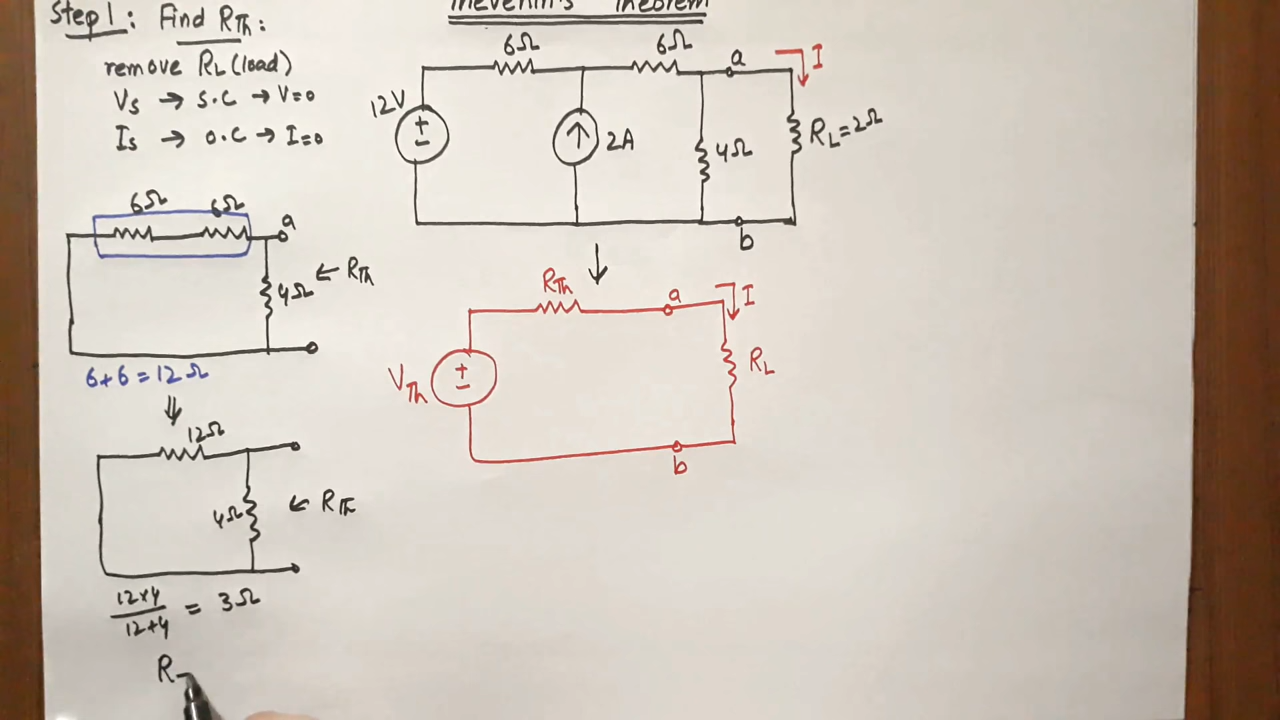 Thevenin's Theorem
Step 1: Find RTh:
remove RL (load)
Vs → S.C → V=0
Is → O.C → I=0
6Ω 6Ω
a
4Ω ← RTh
6+6=12Ω
⇓
12Ω
4Ω ← RTh
12×4/12+4 = 3Ω
R
6Ω 6Ω a I
12V + −
↑ 2A
4Ω
RL=2Ω
b
↓
RTh a I
VTh + −
RL
b